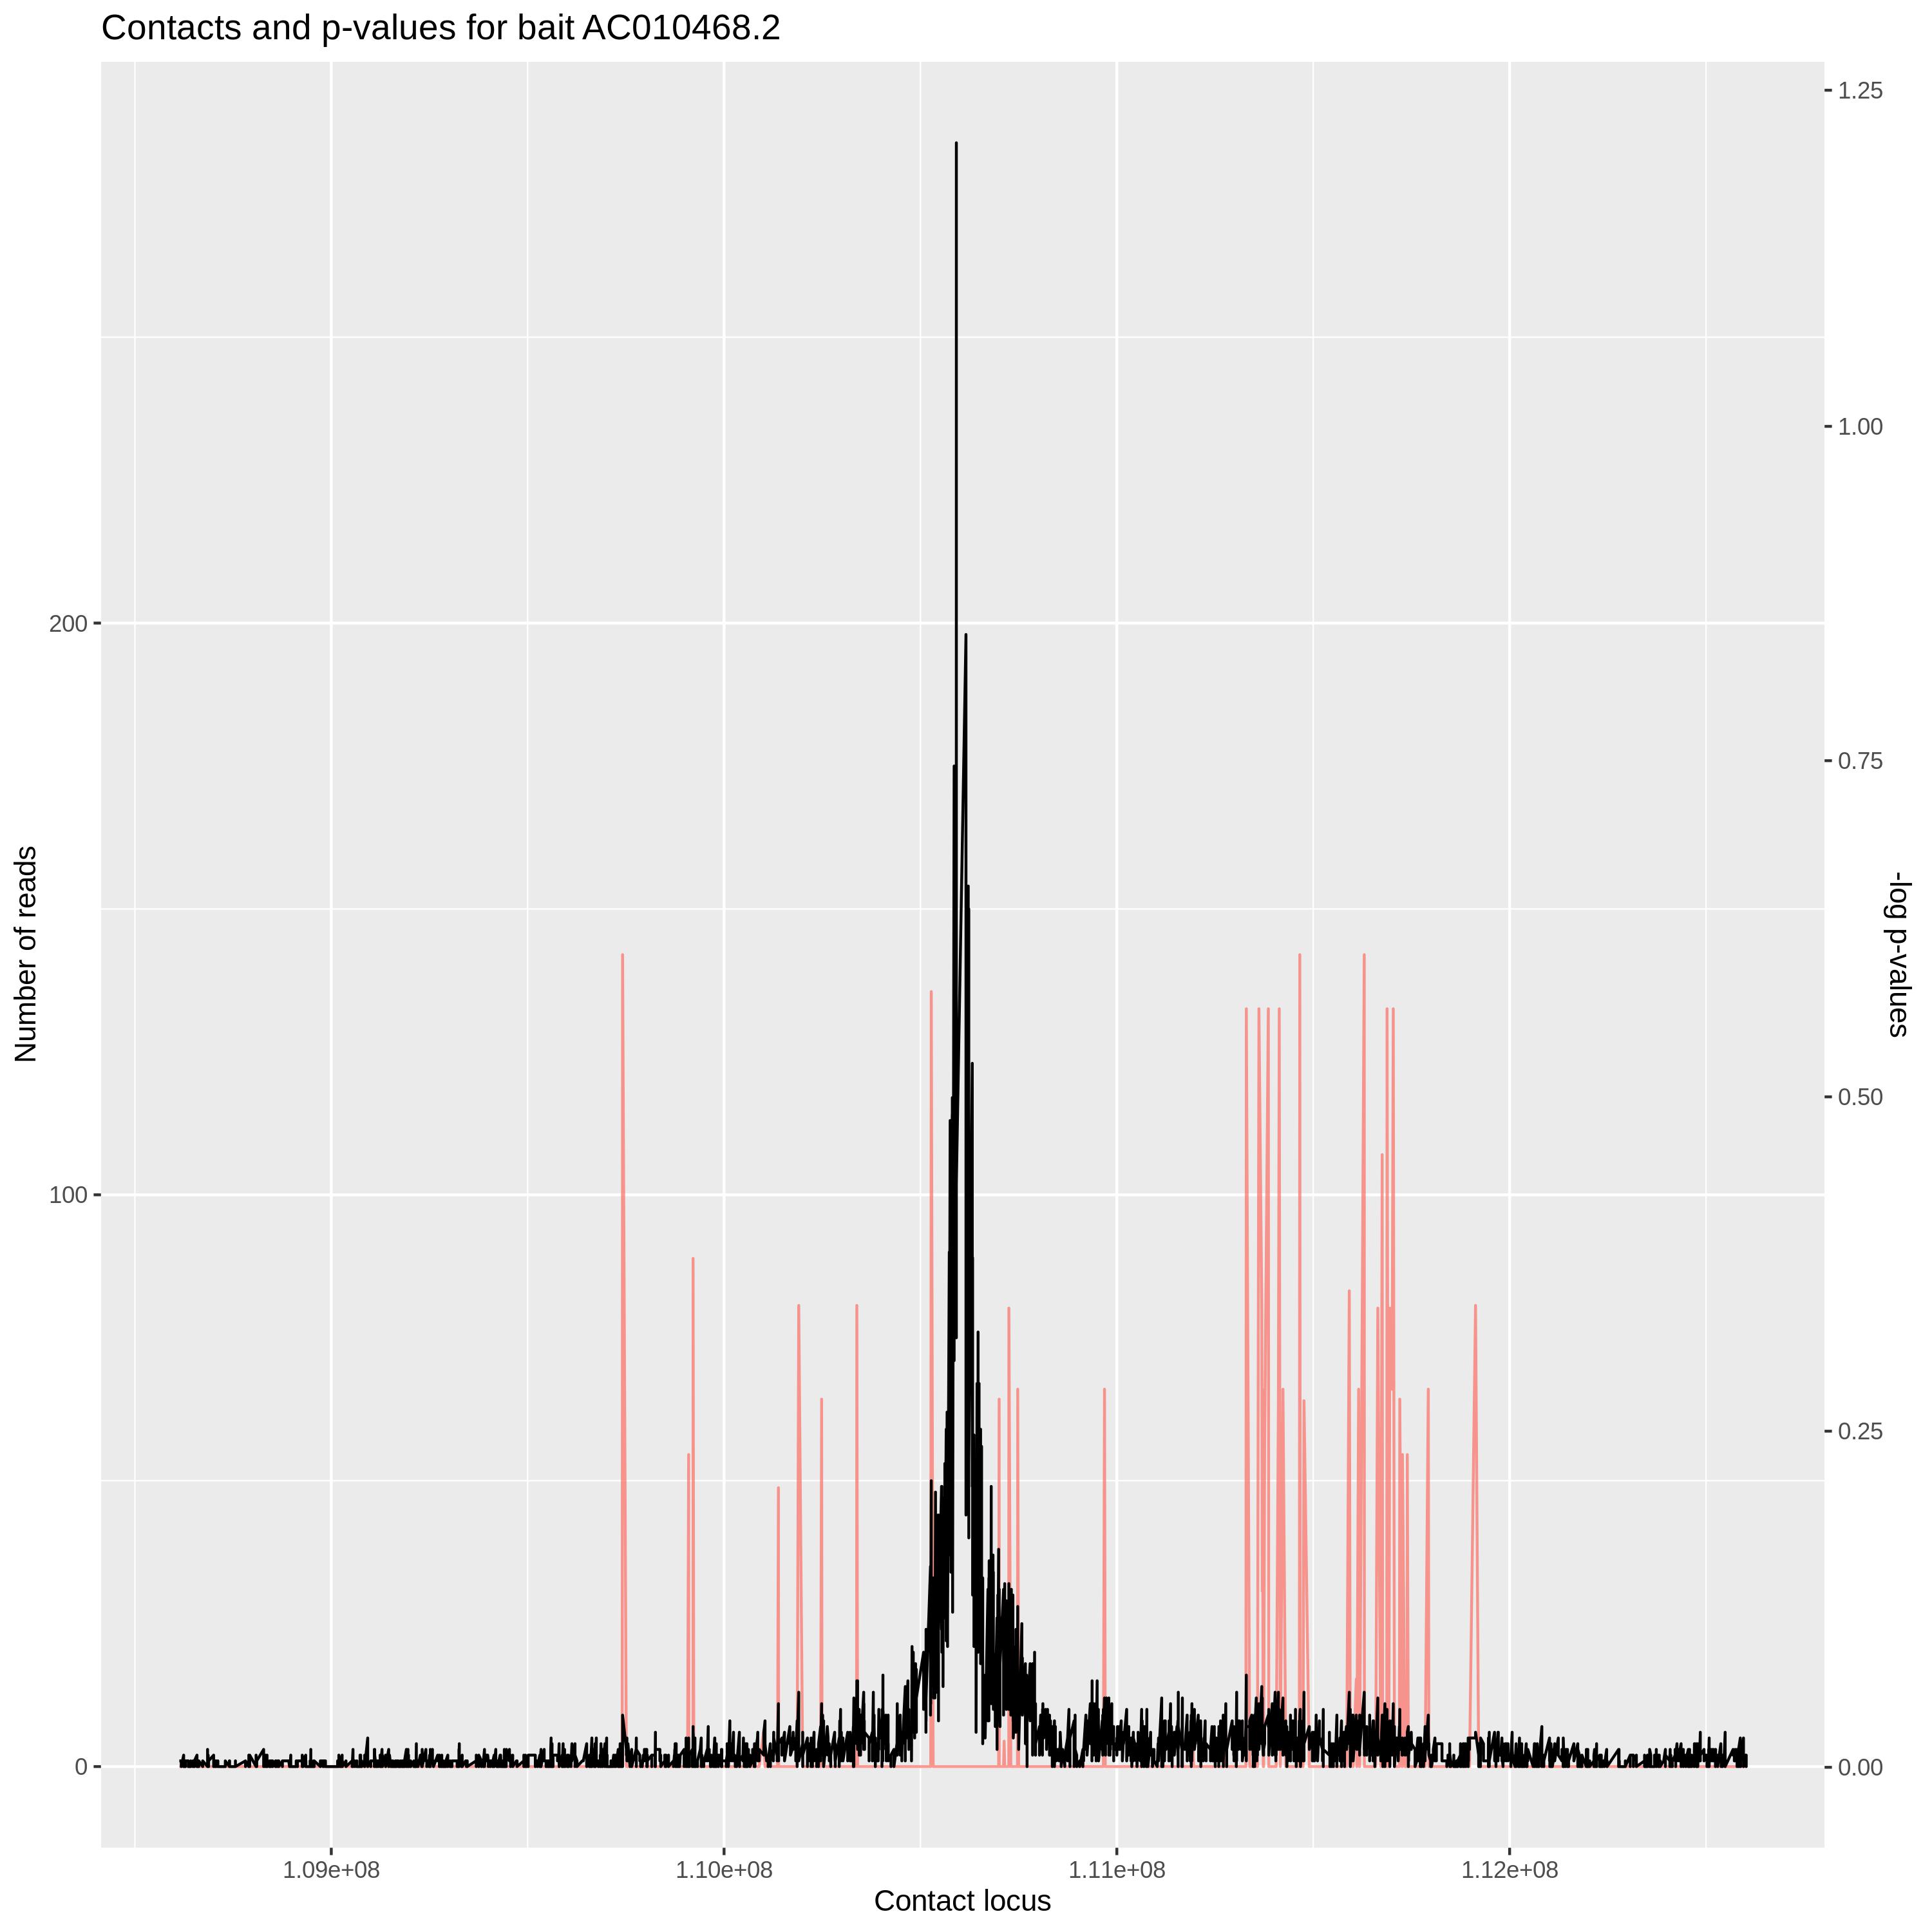 Contacts and p-values for bait AC010468.2
Number of reads
200
100
0
1.25
1.00
0.75
0.50
0.25
0.00
-log p-values
1.09e+08
1.10e+08
1.11e+08
1.12e+08
Contact locus